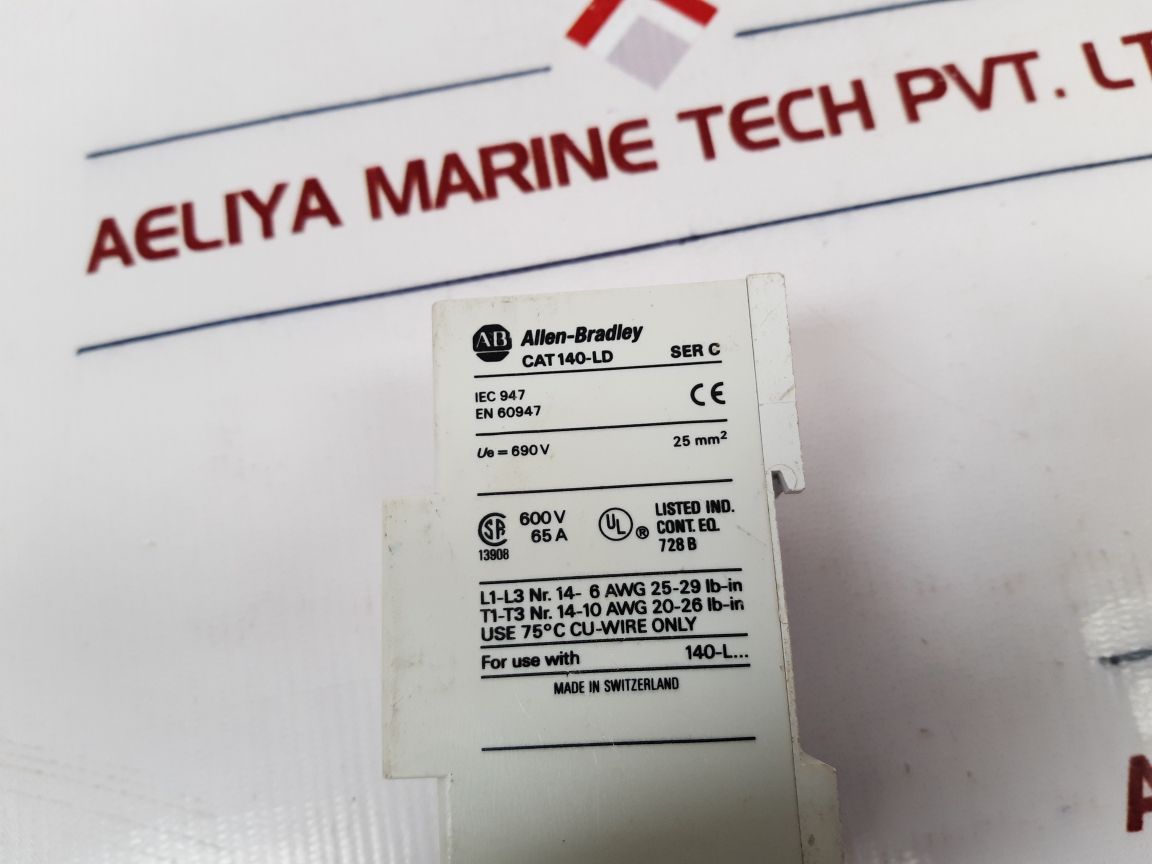 AELIYA MARINE TECH PVT.
AB Allen-Bradley
CAT 140-LD SER C
IEC 947
EN 60947
CE
Ue = 690 V 25 mm²
SA 600 V
65 A
13908
UL ® LISTED IND.
CONT. EQ.
728 B
L1-L3 Nr. 14- 6 AWG 25-29 lb-in
T1-T3 Nr. 14-10 AWG 20-26 lb-in
USE 75°C CU-WIRE ONLY
For use with 140-L...
MADE IN SWITZERLAND